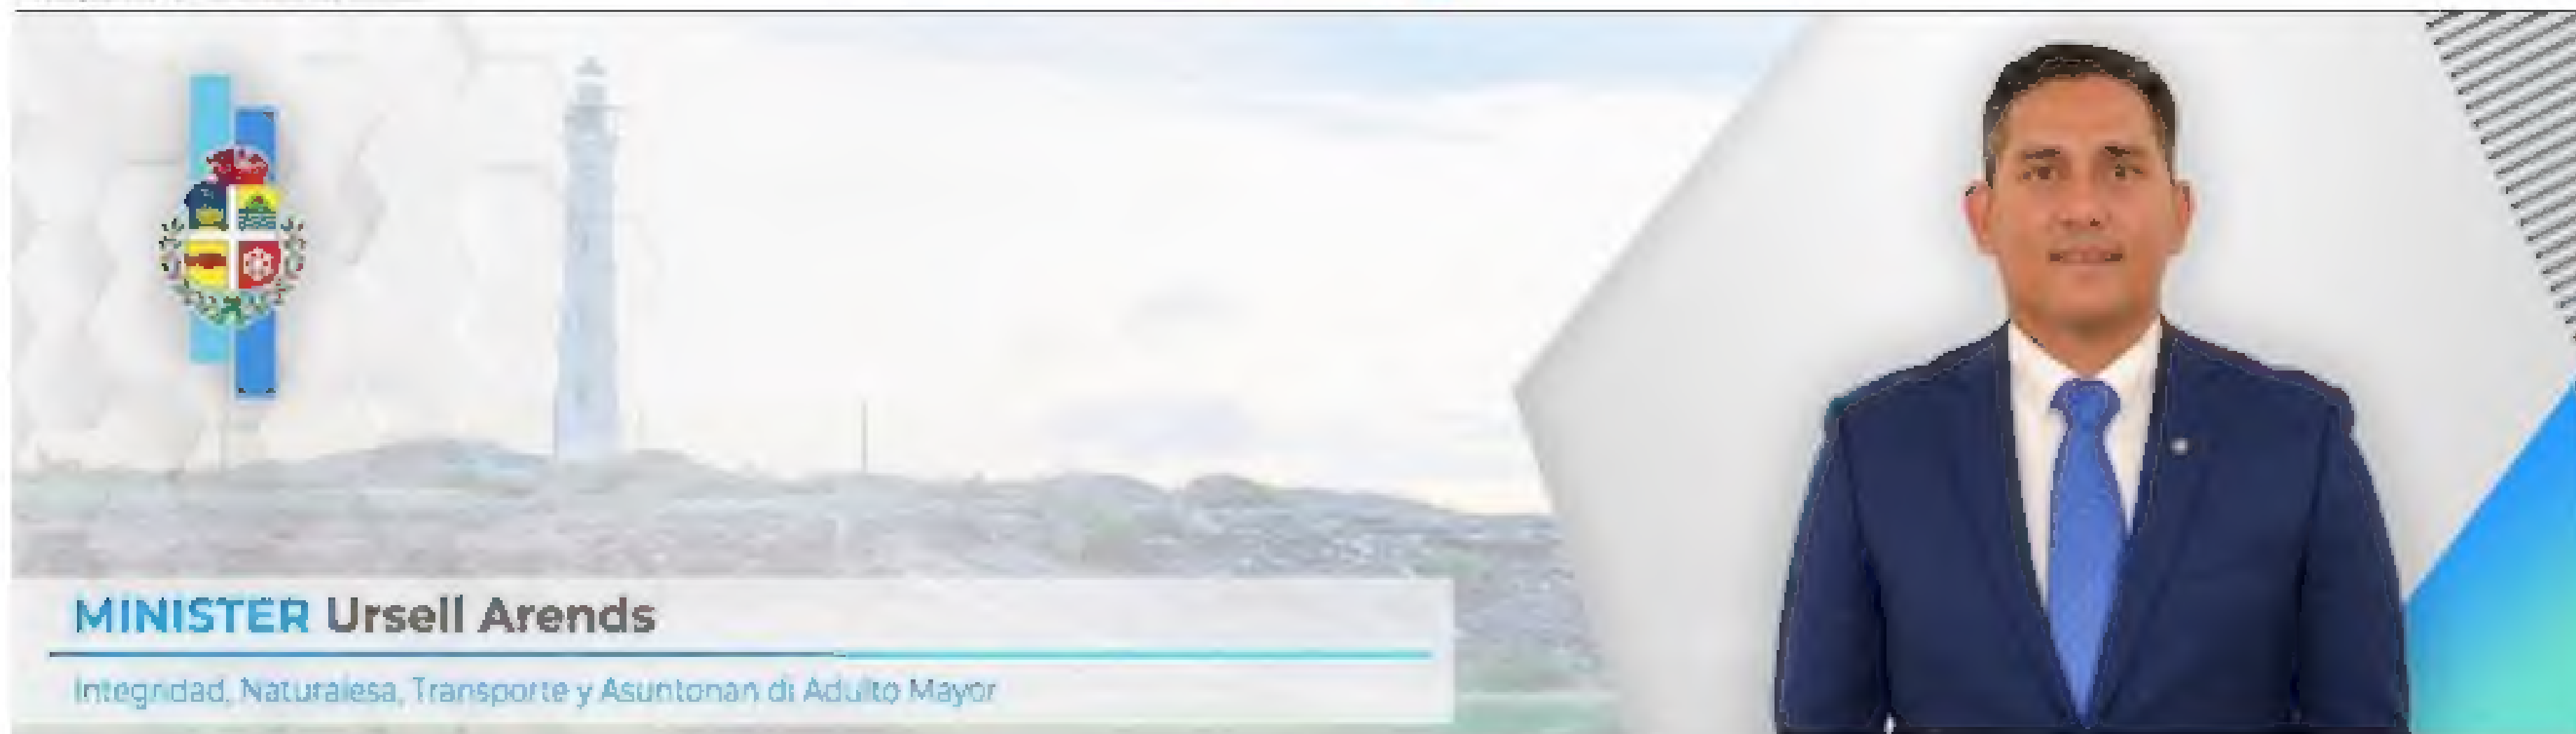 MINISTER Ursell Arends
Integridad, Naturalesa, Transporte y Asuntonan di Adulto Mayor